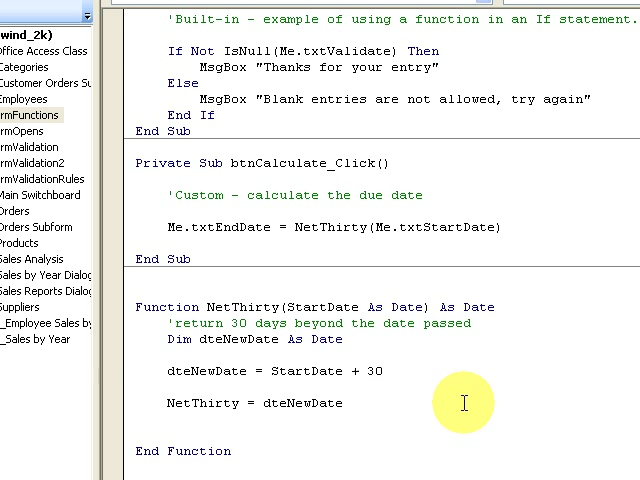 wind_2k)
Office Access Class
Categories
Customer Orders Su
Employees
rmFunctions
rmOpens
rmValidation
rmValidation2
rmValidationRules
Main Switchboard
Orders
Orders Subform
Products
Sales Analysis
Sales by Year Dialog
Sales Reports Dialog
Suppliers
_Employee Sales by
_Sales by Year
'Built-in - example of using a function in an If statement.
If Not IsNull(Me.txtValidate) Then
MsgBox "Thanks for your entry"
Else
MsgBox "Blank entries are not allowed, try again"
End If
End Sub
Private Sub btnCalculate_Click()
'Custom - calculate the due date
Me.txtEndDate = NetThirty(Me.txtStartDate)
End Sub
Function NetThirty(StartDate As Date) As Date
'return 30 days beyond the date passed
Dim dteNewDate As Date
dteNewDate = StartDate + 30
NetThirty = dteNewDate
End Function